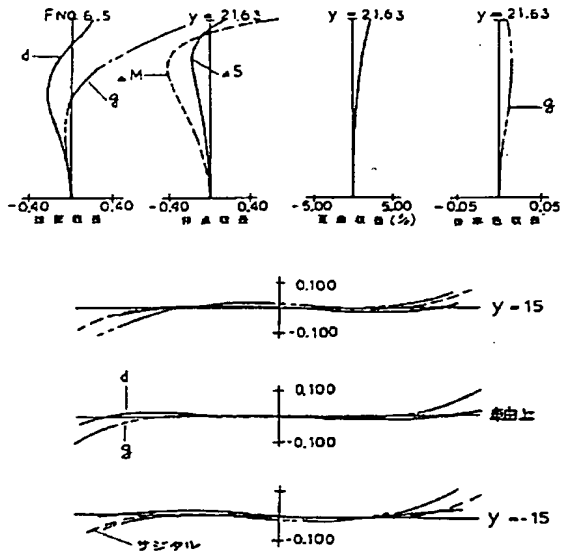 FNO 6.5
y = 21.63
y = 21.63
y = 21.63
d
g
△M
△S
g
-0.40
0.40
-0.40
0.40
-5.00
5.00
-0.05
0.05
0.100
-0.100
y = 15
d
g
0.100
-0.100
軸上
-0.100
y = -15
サジタル